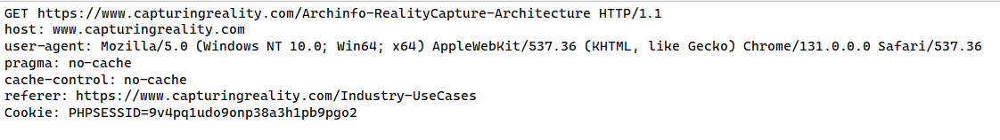 GET https://www.capturingreality.com/Archinfo-RealityCapture-Architecture HTTP/1.1
host: www.capturingreality.com
user-agent: Mozilla/5.0 (Windows NT 10.0; Win64; x64) AppleWebKit/537.36 (KHTML, like Gecko) Chrome/131.0.0.0 Safari/537.36
pragma: no-cache
cache-control: no-cache
referer: https://www.capturingreality.com/Industry-UseCases
Cookie: PHPSESSID=9v4pq1udo9onp38a3h1pb9pgo2